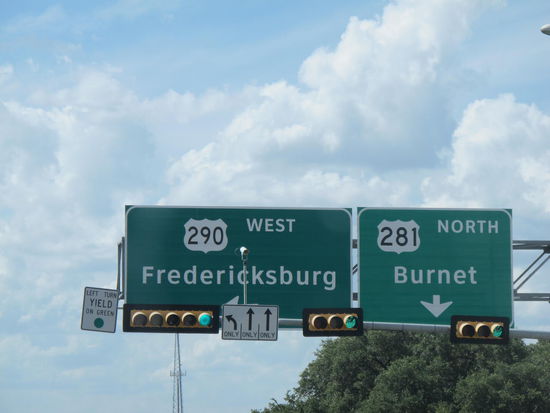 290 WEST
Fredericksburg
281 NORTH
Burnet
LEFT TURN
YIELD
ON GREEN
ONLY ONLY ONLY